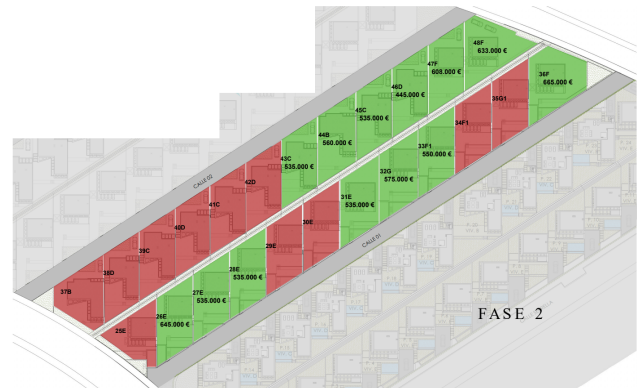 48F
633.000 €
47F
608.000 €
46D
445.000 €
45C
535.000 €
44B
560.000 €
43C
535.000 €
42D
41C
40D
39C
38D
37B
CALLE 02
36F
665.000 €
35G1
34F1
33F1
550.000 €
32G
575.000 €
31E
535.000 €
30E
29E
28E
535.000 €
27E
535.000 €
26E
645.000 €
25E
CALLE 01
FASE 2